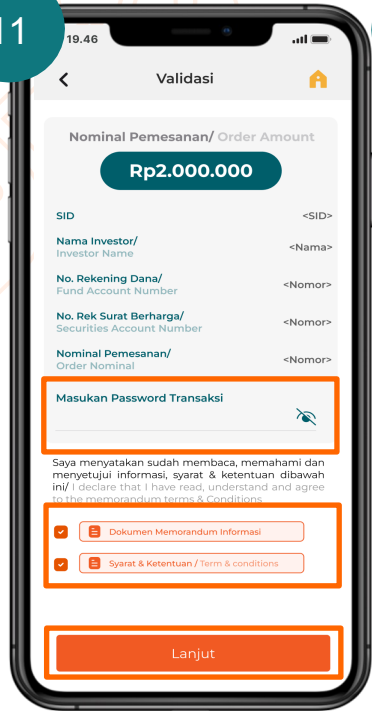 11
19.46
Validasi
Nominal Pemesanan/ Order Amount
Rp2.000.000
SID <SID>
Nama Investor/
Investor Name <Nama>
No. Rekening Dana/
Fund Account Number <Nomor>
No. Rek Surat Berharga/
Securities Account Number <Nomor>
Nominal Pemesanan/
Order Nominal <Nomor>
Masukan Password Transaksi
Saya menyatakan sudah membaca, memahami dan
menyetujui informasi, syarat & ketentuan dibawah
ini/ I declare that I have read, understand and agree
to the memorandum terms & Conditions
Dokumen Memorandum Informasi
Syarat & Ketentuan / Term & conditions
Lanjut